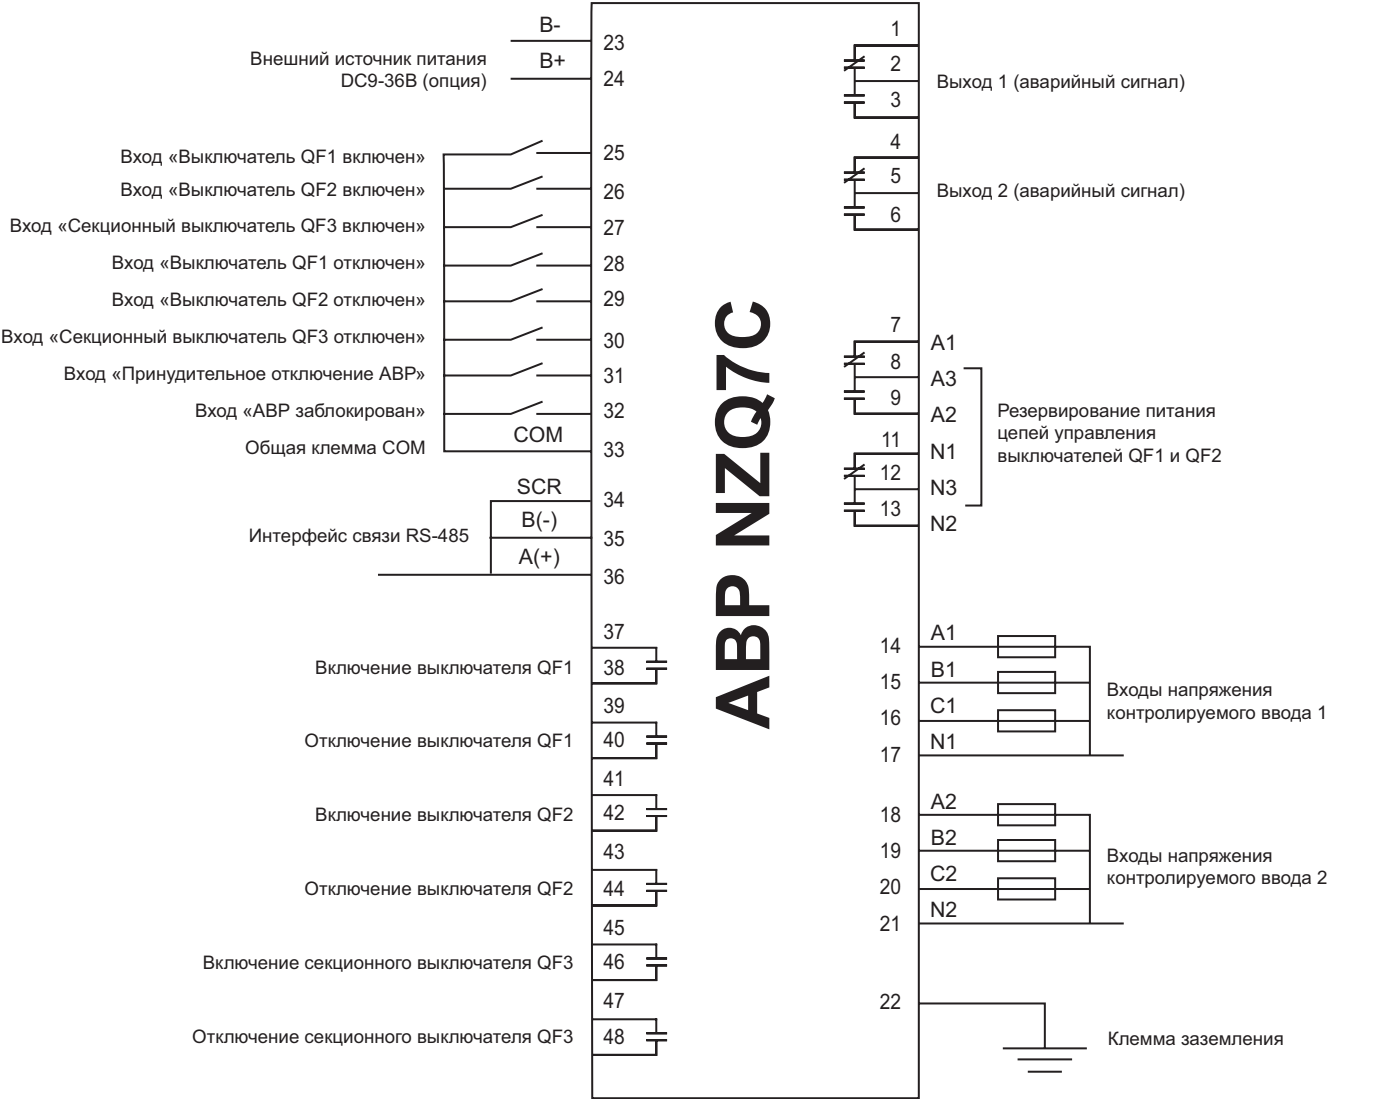 B-
23
Внешний источник питания
DC9-36В (опция)
B+
24
Вход «Выключатель QF1 включен»
25
Вход «Выключатель QF2 включен»
26
Вход «Секционный выключатель QF3 включен»
27
Вход «Выключатель QF1 отключен»
28
Вход «Выключатель QF2 отключен»
29
Вход «Секционный выключатель QF3 отключен»
30
Вход «Принудительное отключение АВР»
31
Вход «АВР заблокирован»
32
Общая клемма COM
COM
33
SCR
34
Интерфейс связи RS-485
B(-)
35
A(+)
36
37
Включение выключателя QF1
38
39
Отключение выключателя QF1
40
41
Включение выключателя QF2
42
43
Отключение выключателя QF2
44
45
Включение секционного выключателя QF3
46
47
Отключение секционного выключателя QF3
48
АВР NZQ7C
1
2
3
Выход 1 (аварийный сигнал)
4
5
6
Выход 2 (аварийный сигнал)
7
A1
8
A3
9
A2
11
N1
12
N3
13
N2
Резервирование питания
цепей управления
выключателей QF1 и QF2
14
A1
15
B1
16
C1
17
N1
Входы напряжения
контролируемого ввода 1
18
A2
19
B2
20
C2
21
N2
Входы напряжения
контролируемого ввода 2
22
Клемма заземления